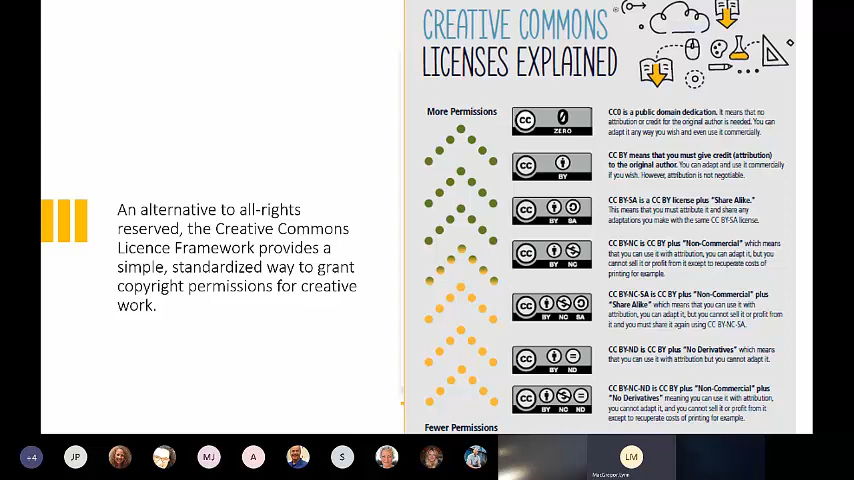 CREATIVE COMMONS
LICENSES EXPLAINED
An alternative to all-rights
reserved, the Creative Commons
Licence Framework provides a
simple, standardized way to grant
copyright permissions for creative
work.
More Permissions
cc 0
ZERO
CC0 is a public domain dedication. It means that no
attribution or credit for the original author is needed. You can
adapt it any way you wish and even use it commercially.
cc
BY
CC BY means that you must give credit (attribution)
to the original author. You can adapt and use it commercially
if you wish. However, attribution is not negotiable.
cc
BY SA
CC BY-SA is a CC BY license plus "Share Alike."
This means that you must attribute it and share any
adaptations you make with the same CC BY-SA license.
cc
BY NC
CC BY-NC is CC BY plus "Non-Commercial" which means
that you can use it with attribution, you can adapt it, but you
cannot sell it or profit from it except to recuperate costs of
printing for example.
cc
BY NC SA
CC BY-NC-SA is CC BY plus "Non-Commercial" plus
"Share Alike" which means that you can use it with
attribution, you can adapt it, but you cannot sell it or profit from
it and you must share it again using CC BY-NC-SA.
cc
BY ND
CC BY-ND is CC BY plus "No Derivatives" which means
that you can use it with attribution but you cannot adapt it.
cc
BY NC ND
CC BY-NC-ND is CC BY plus "Non-Commercial" plus
"No Derivatives" meaning you can use it with attribution,
you cannot adapt it, and you cannot sell it or profit from it
except to recuperate costs of printing for example.
Fewer Permissions
+4
JP
MJ
A
S
LM
MacGregor, Lynn